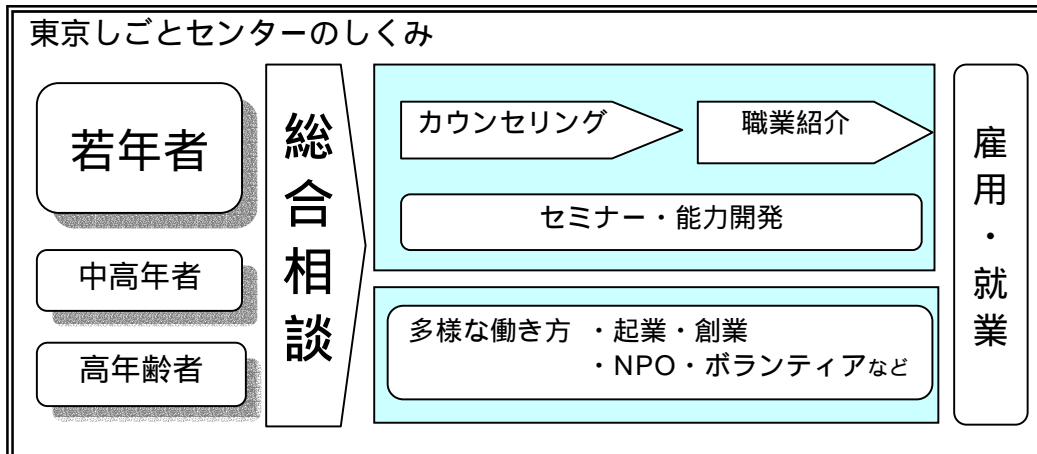 東京しごとセンターのしくみ
若年者
中高年者
高年齢者
総合相談
カウンセリング
職業紹介
セミナー・能力開発
多様な働き方 ・起業・創業
・NPO・ボランティアなど
雇用・就業